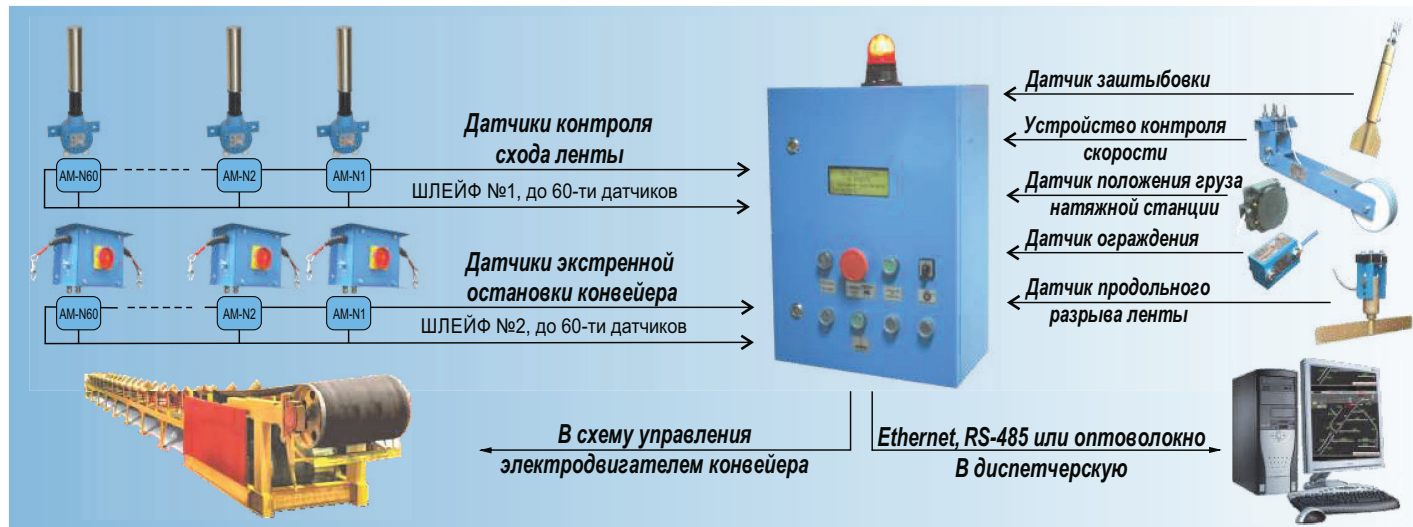 Датчики контроля
схода ленты
AM-N60
AM-N2
AM-N1
ШЛЕЙФ №1, до 60-ти датчиков
Датчики экстренной
остановки конвейера
AM-N60
AM-N2
AM-N1
ШЛЕЙФ №2, до 60-ти датчиков
Датчик заштыбовки
Устройство контроля
скорости
Датчик положения груза
натяжной станции
Датчик ограждения
Датчик продольного
разрыва ленты
В схему управления
электродвигателем конвейера
Ethernet, RS-485 или оптоволокно
В диспетчерскую